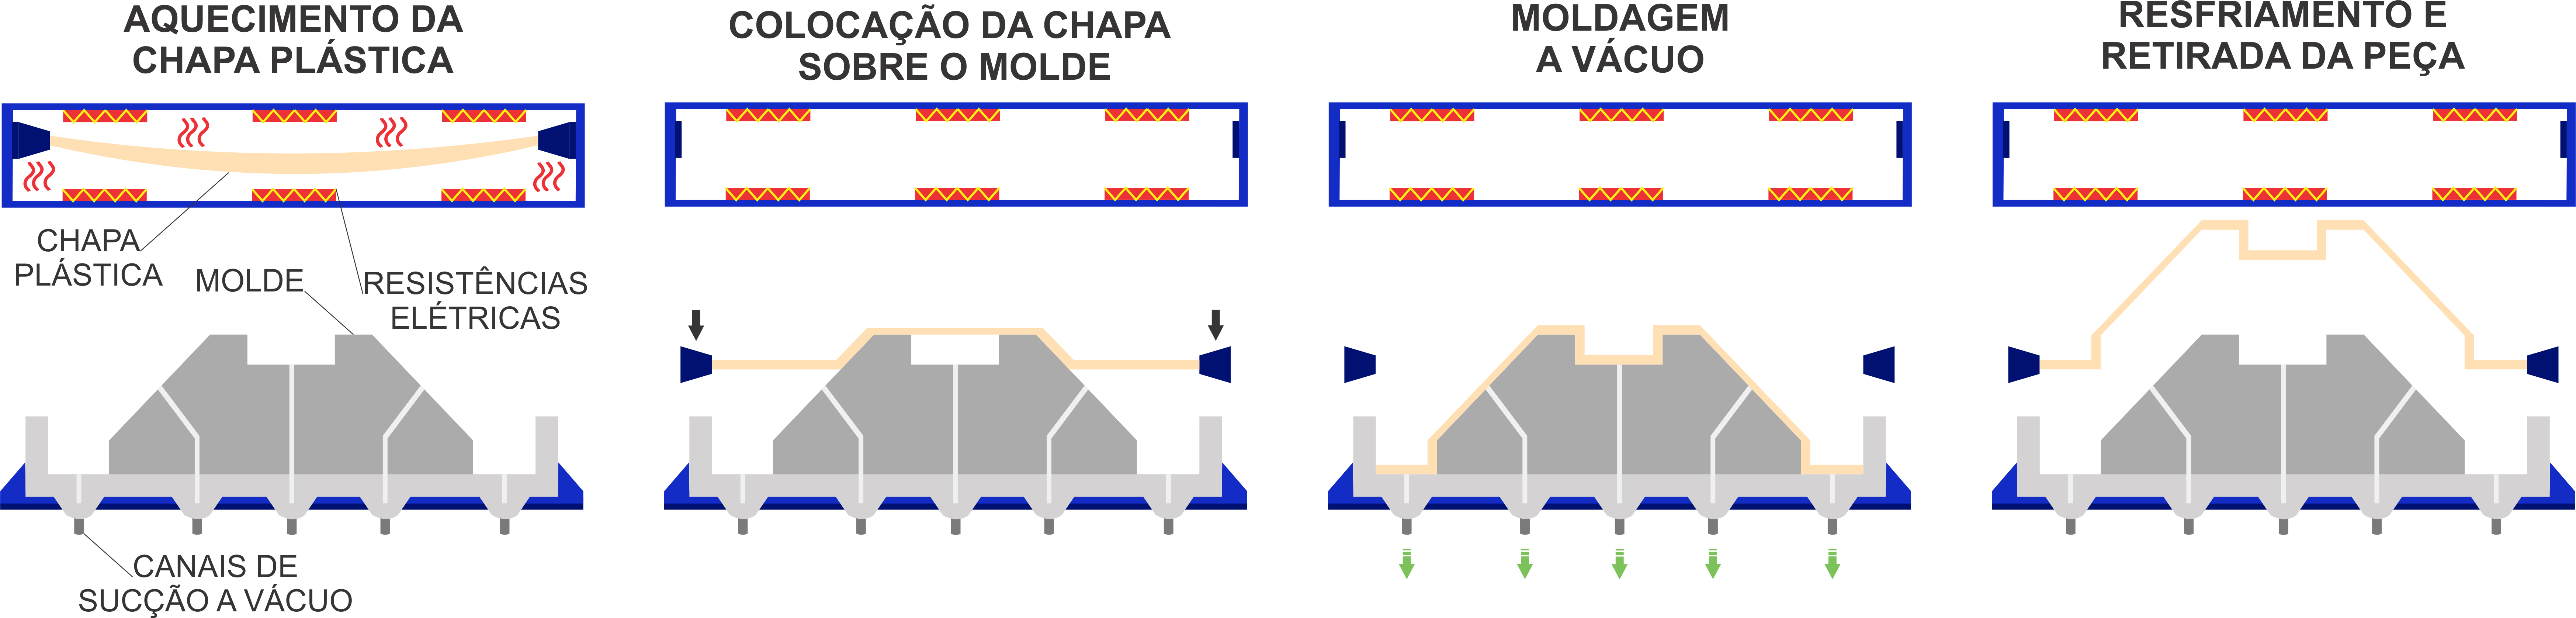 AQUECIMENTO DA
CHAPA PLÁSTICA
CHAPA
PLÁSTICA
MOLDE
RESISTÊNCIAS
ELÉTRICAS
CANAIS DE
SUCÇÃO A VÁCUO
COLOCAÇÃO DA CHAPA
SOBRE O MOLDE
MOLDAGEM
A VÁCUO
RESFRIAMENTO E
RETIRADA DA PEÇA